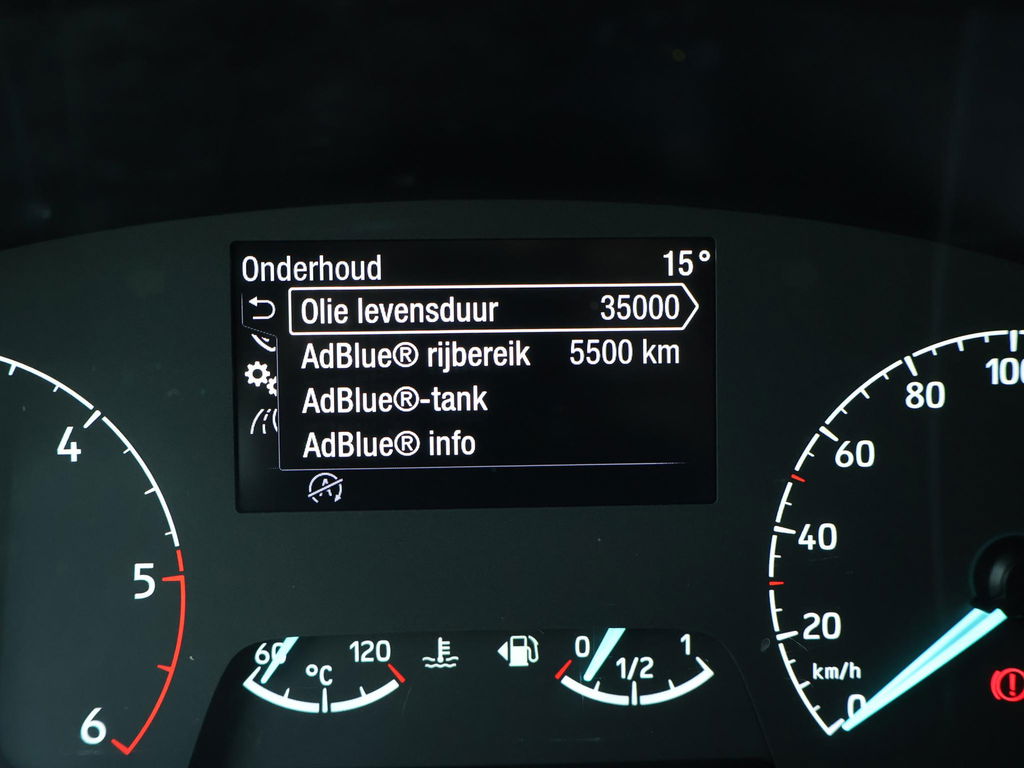 Onderhoud 15°
Olie levensduur 35000
AdBlue® rijbereik 5500 km
AdBlue®-tank
AdBlue® info
4
5
6
60 120
°C
0 1/2 1
100
80
60
40
20
km/h
0